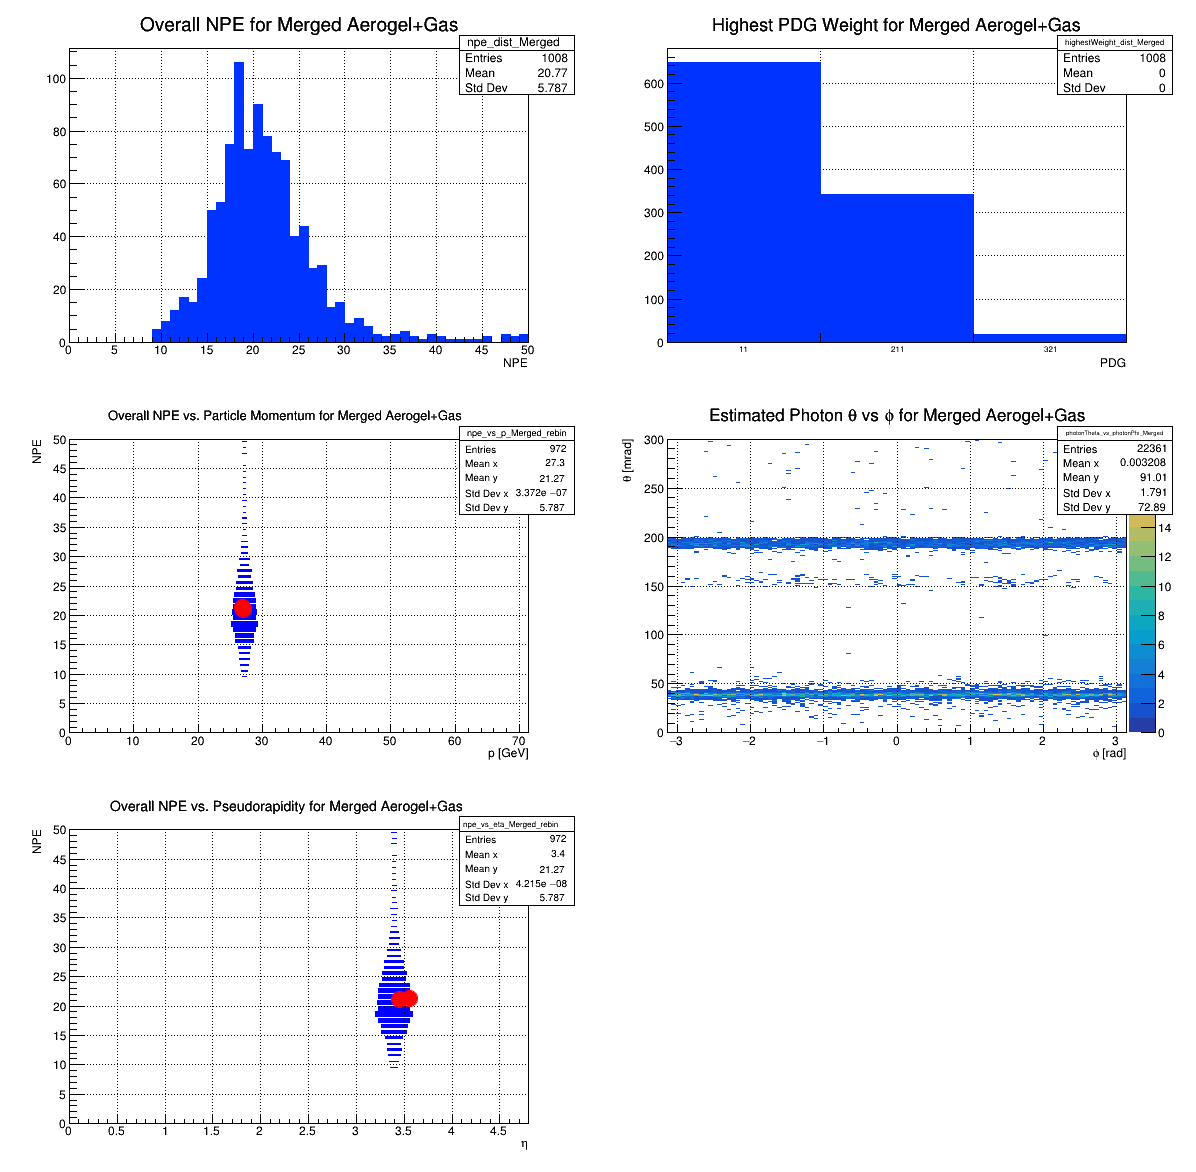 Overall NPE for Merged Aerogel+Gas
npe_dist_Merged
Entries 1008
Mean 20.77
Std Dev 5.787
100
80
60
40
20
0
0 5 10 15 20 25 30 35 40 45 50
NPE
Highest PDG Weight for Merged Aerogel+Gas
highestWeight_dist_Merged
Entries 1008
Mean 0
Std Dev 0
600
500
400
300
200
100
0
11 211 321
PDG
Overall NPE vs. Particle Momentum for Merged Aerogel+Gas
npe_vs_p_Merged_rebin
Entries 972
Mean x 27.3
Mean y 21.27
Std Dev x 3.372e −07
Std Dev y 5.787
NPE
50
45
40
35
30
25
20
15
10
5
0
0 10 20 30 40 50 60 70
p [GeV]
Estimated Photon θ vs ϕ for Merged Aerogel+Gas
photonTheta_vs_photonPhi_Merged
Entries 22361
Mean x 0.003208
Mean y 91.01
Std Dev x 1.791
Std Dev y 72.89
θ [mrad]
300
250
200
150
100
50
0
−3 −2 −1 0 1 2 3
ϕ [rad]
14
12
10
8
6
4
2
0
Overall NPE vs. Pseudorapidity for Merged Aerogel+Gas
npe_vs_eta_Merged_rebin
Entries 972
Mean x 3.4
Mean y 21.27
Std Dev x 4.215e −08
Std Dev y 5.787
NPE
50
45
40
35
30
25
20
15
10
5
0
0 0.5 1 1.5 2 2.5 3 3.5 4 4.5
η